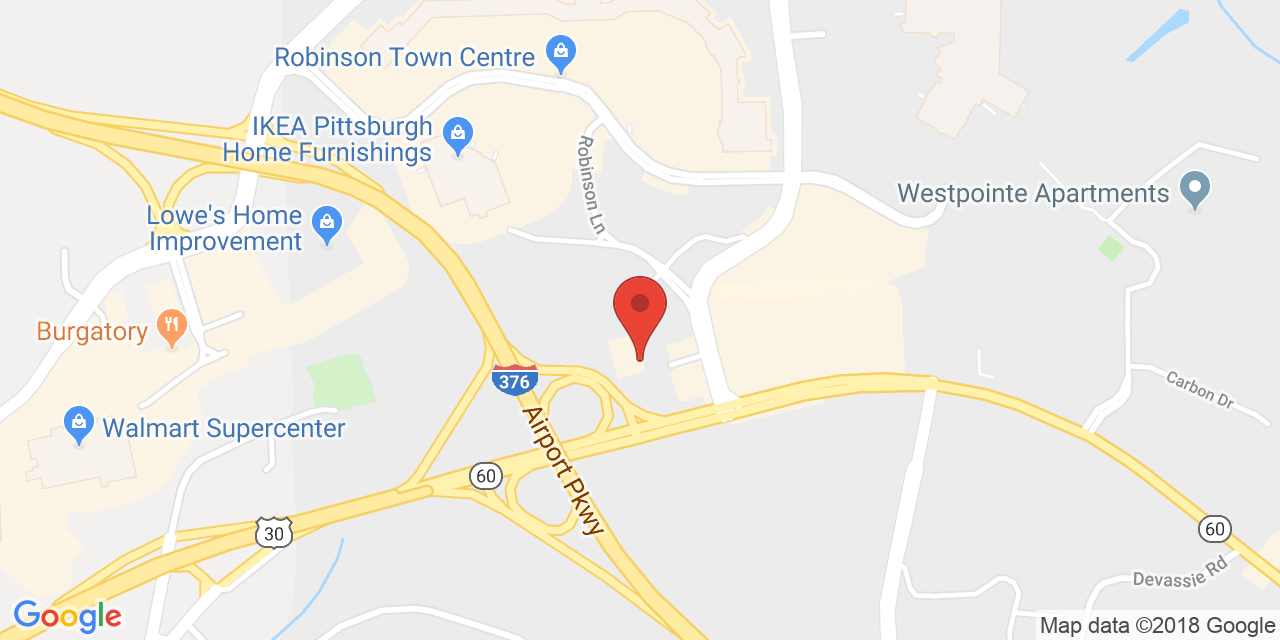 Robinson Town Centre
IKEA Pittsburgh
Home Furnishings
Robinson Ln
Westpointe Apartments
Lowe's Home
Improvement
Burgatory
376
Airport Pkwy
Carbon Dr
Walmart Supercenter
60
30
60
Devassie Rd
Google
Map data ©2018 Google